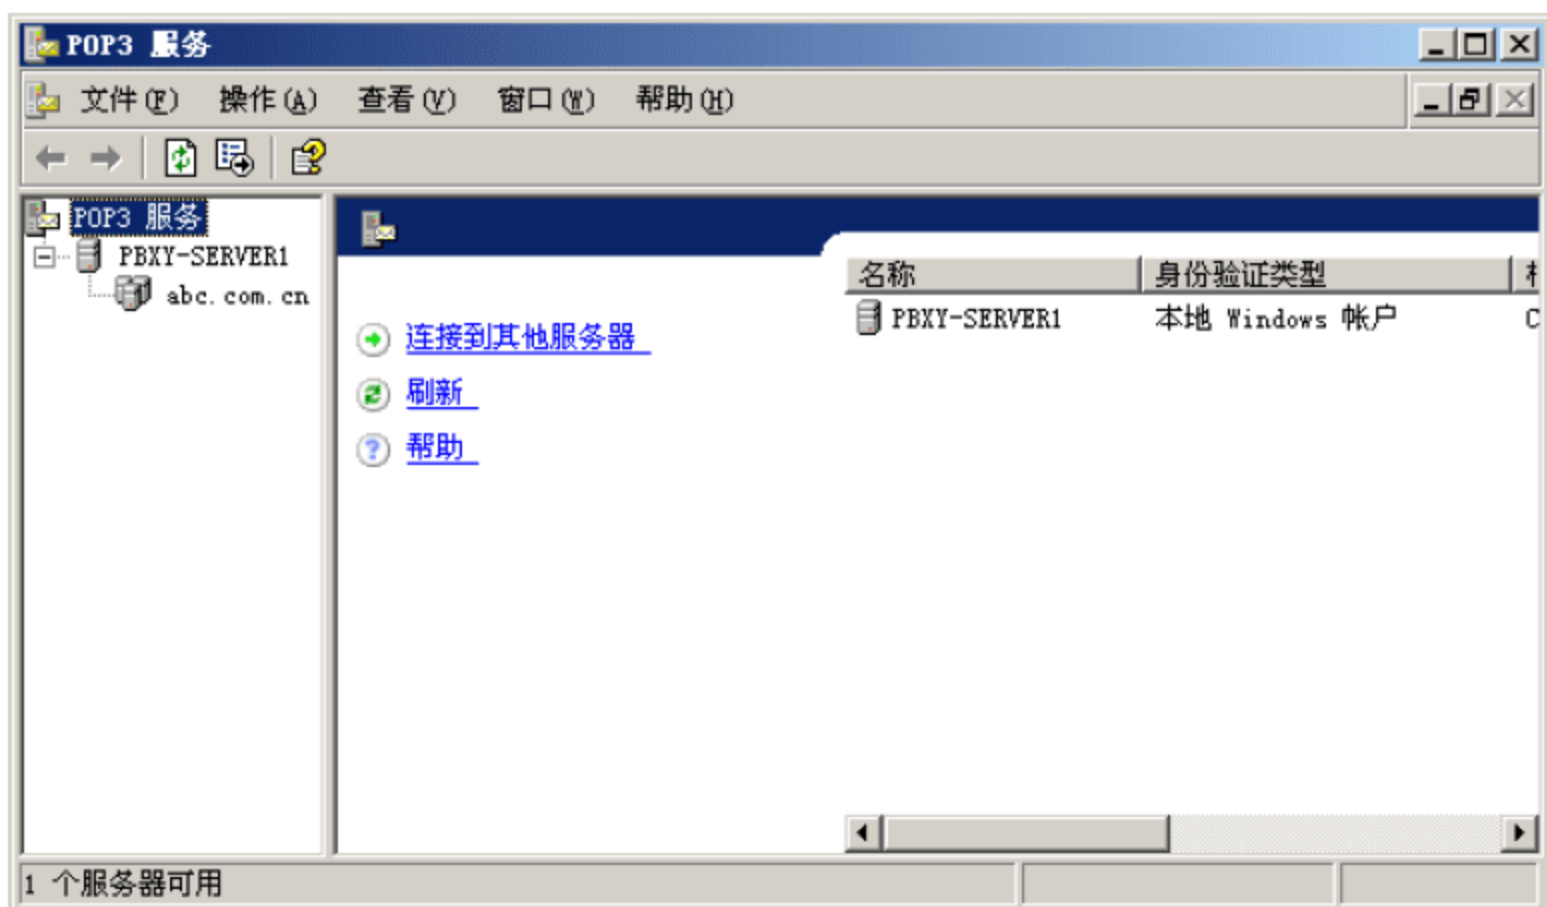 POP3 服务
文件(F) 操作(A) 查看(V) 窗口(W) 帮助(H)
POP3 服务
PBXY-SERVER1
abc.com.cn
连接到其他服务器
刷新
帮助
名称 身份验证类型
PBXY-SERVER1 本地 Windows 帐户 C
1 个服务器可用